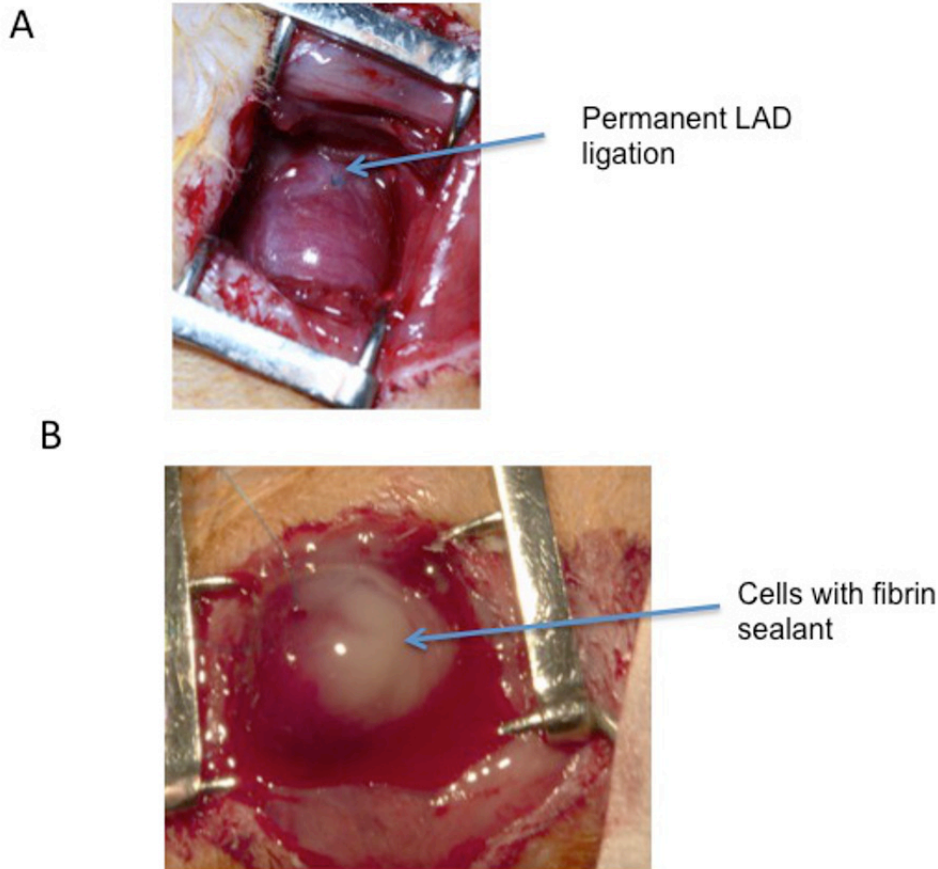 A
Permanent LAD
ligation
B
Cells with fibrin
sealant